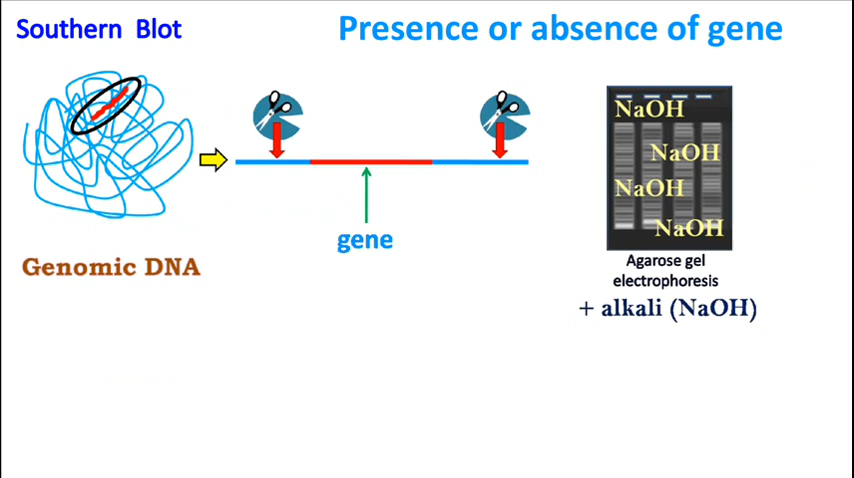 Southern Blot
Presence or absence of gene
NaOH
NaOH
NaOH
NaOH
gene
Genomic DNA
Agarose gel
electrophoresis
+ alkali (NaOH)